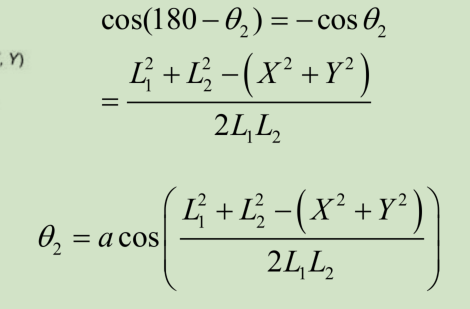 cos(180 − θ₂) = −cos θ₂
, Y)
= (L₁² + L₂² − (X² + Y²)) / (2L₁L₂)
θ₂ = a cos((L₁² + L₂² − (X² + Y²)) / (2L₁L₂))